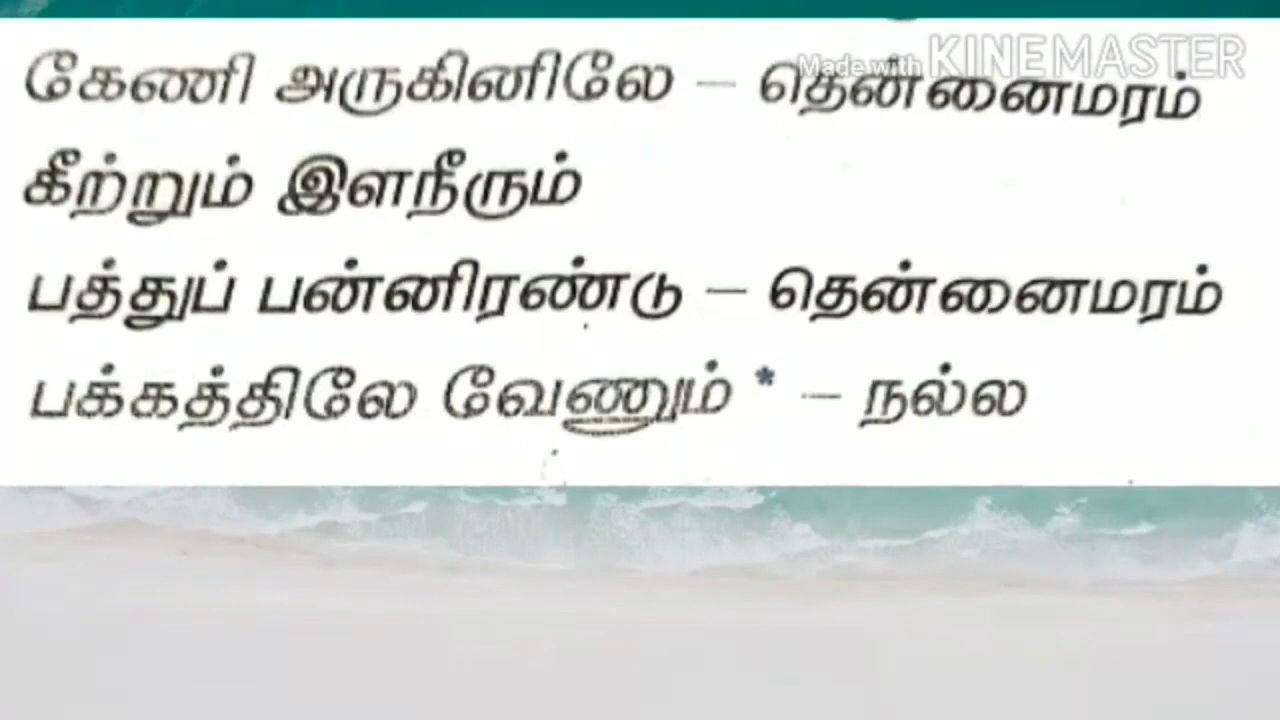 Made with KINEMASTER
கேணி அருகினிலே – தென்னைமரம்
கீற்றும் இளநீரும்
பத்துப் பன்னிரண்டு – தென்னைமரம்
பக்கத்திலே வேணும் * – நல்ல